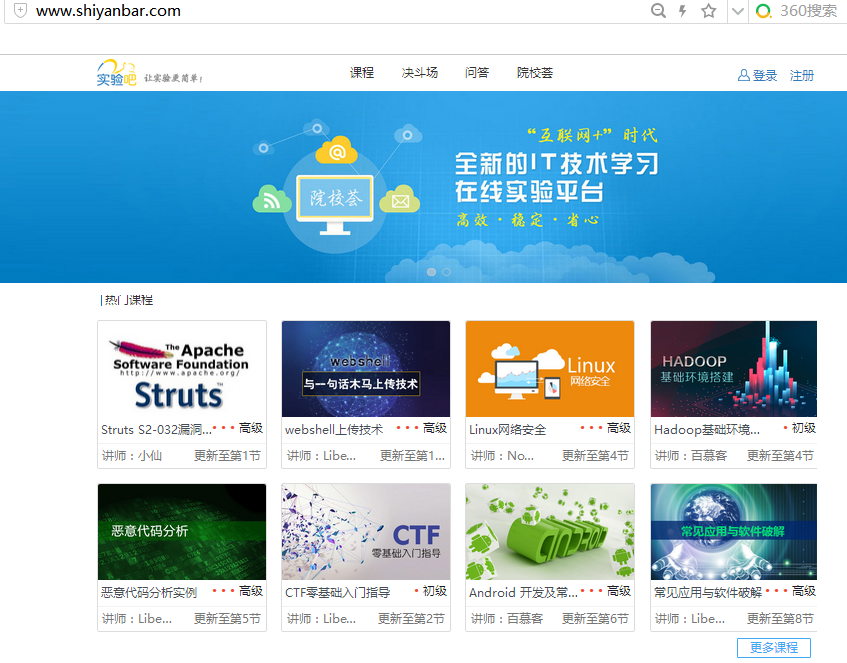 www.shiyanbar.com
360搜索
实验吧 让实验更简单!
课程 决斗场 问答 院校荟
登录 注册
“互联网+”时代
全新的IT技术学习
在线实验平台
高效·稳定·省心
院校荟
热门课程
The Apache
Software Foundation
http://www.apache.org/
Struts™
webshell
与一句话木马上传技术
Linux
网络安全
HADOOP
基础环境搭建
Struts S2-032漏洞... 高级
webshell上传技术 高级
Linux网络安全 高级
Hadoop基础环境... 初级
讲师：小仙 更新至第1节
讲师：Libe... 更新至第1...
讲师：No... 更新至第4节
讲师：百慕客 更新至第4节
恶意代码分析
CTF
零基础入门指导
android
常见应用与软件破解
恶意代码分析实例 高级
CTF零基础入门指导 初级
Android 开发及常... 高级
常见应用与软件破解 高级
讲师：Libe... 更新至第5节
讲师：Libe... 更新至第2节
讲师：百慕客 更新至第6节
讲师：Libe... 更新至第8节
更多课程